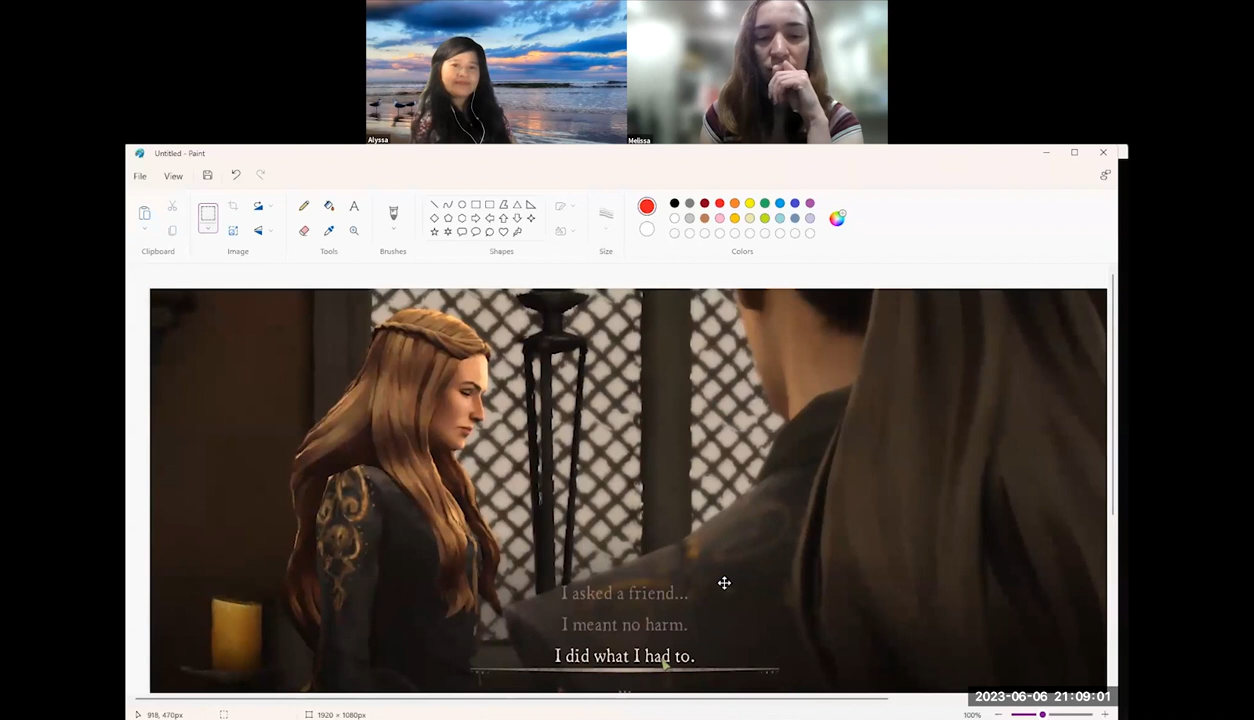 Alyssa
Melissa
Untitled - Paint
File
View
Clipboard
Image
Tools
Brushes
Shapes
Size
Colors
I asked a friend...
I meant no harm.
I did what I had to.
2023-06-06 21:09:01
918, 470px
1920 × 1080px
100%